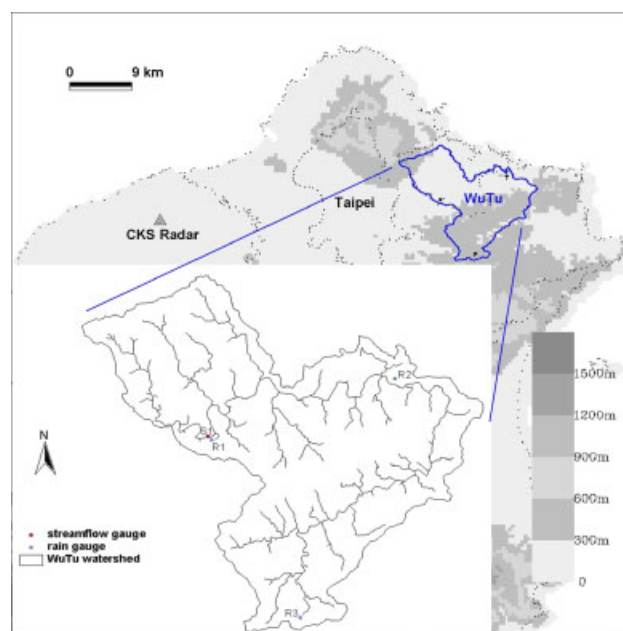 0 9 km
Taipei
WuTu
CKS Radar
R2
R1
N
R3
streamflow gauge
rain gauge
WuTu watershed
1500m
1200m
900m
600m
300m
0